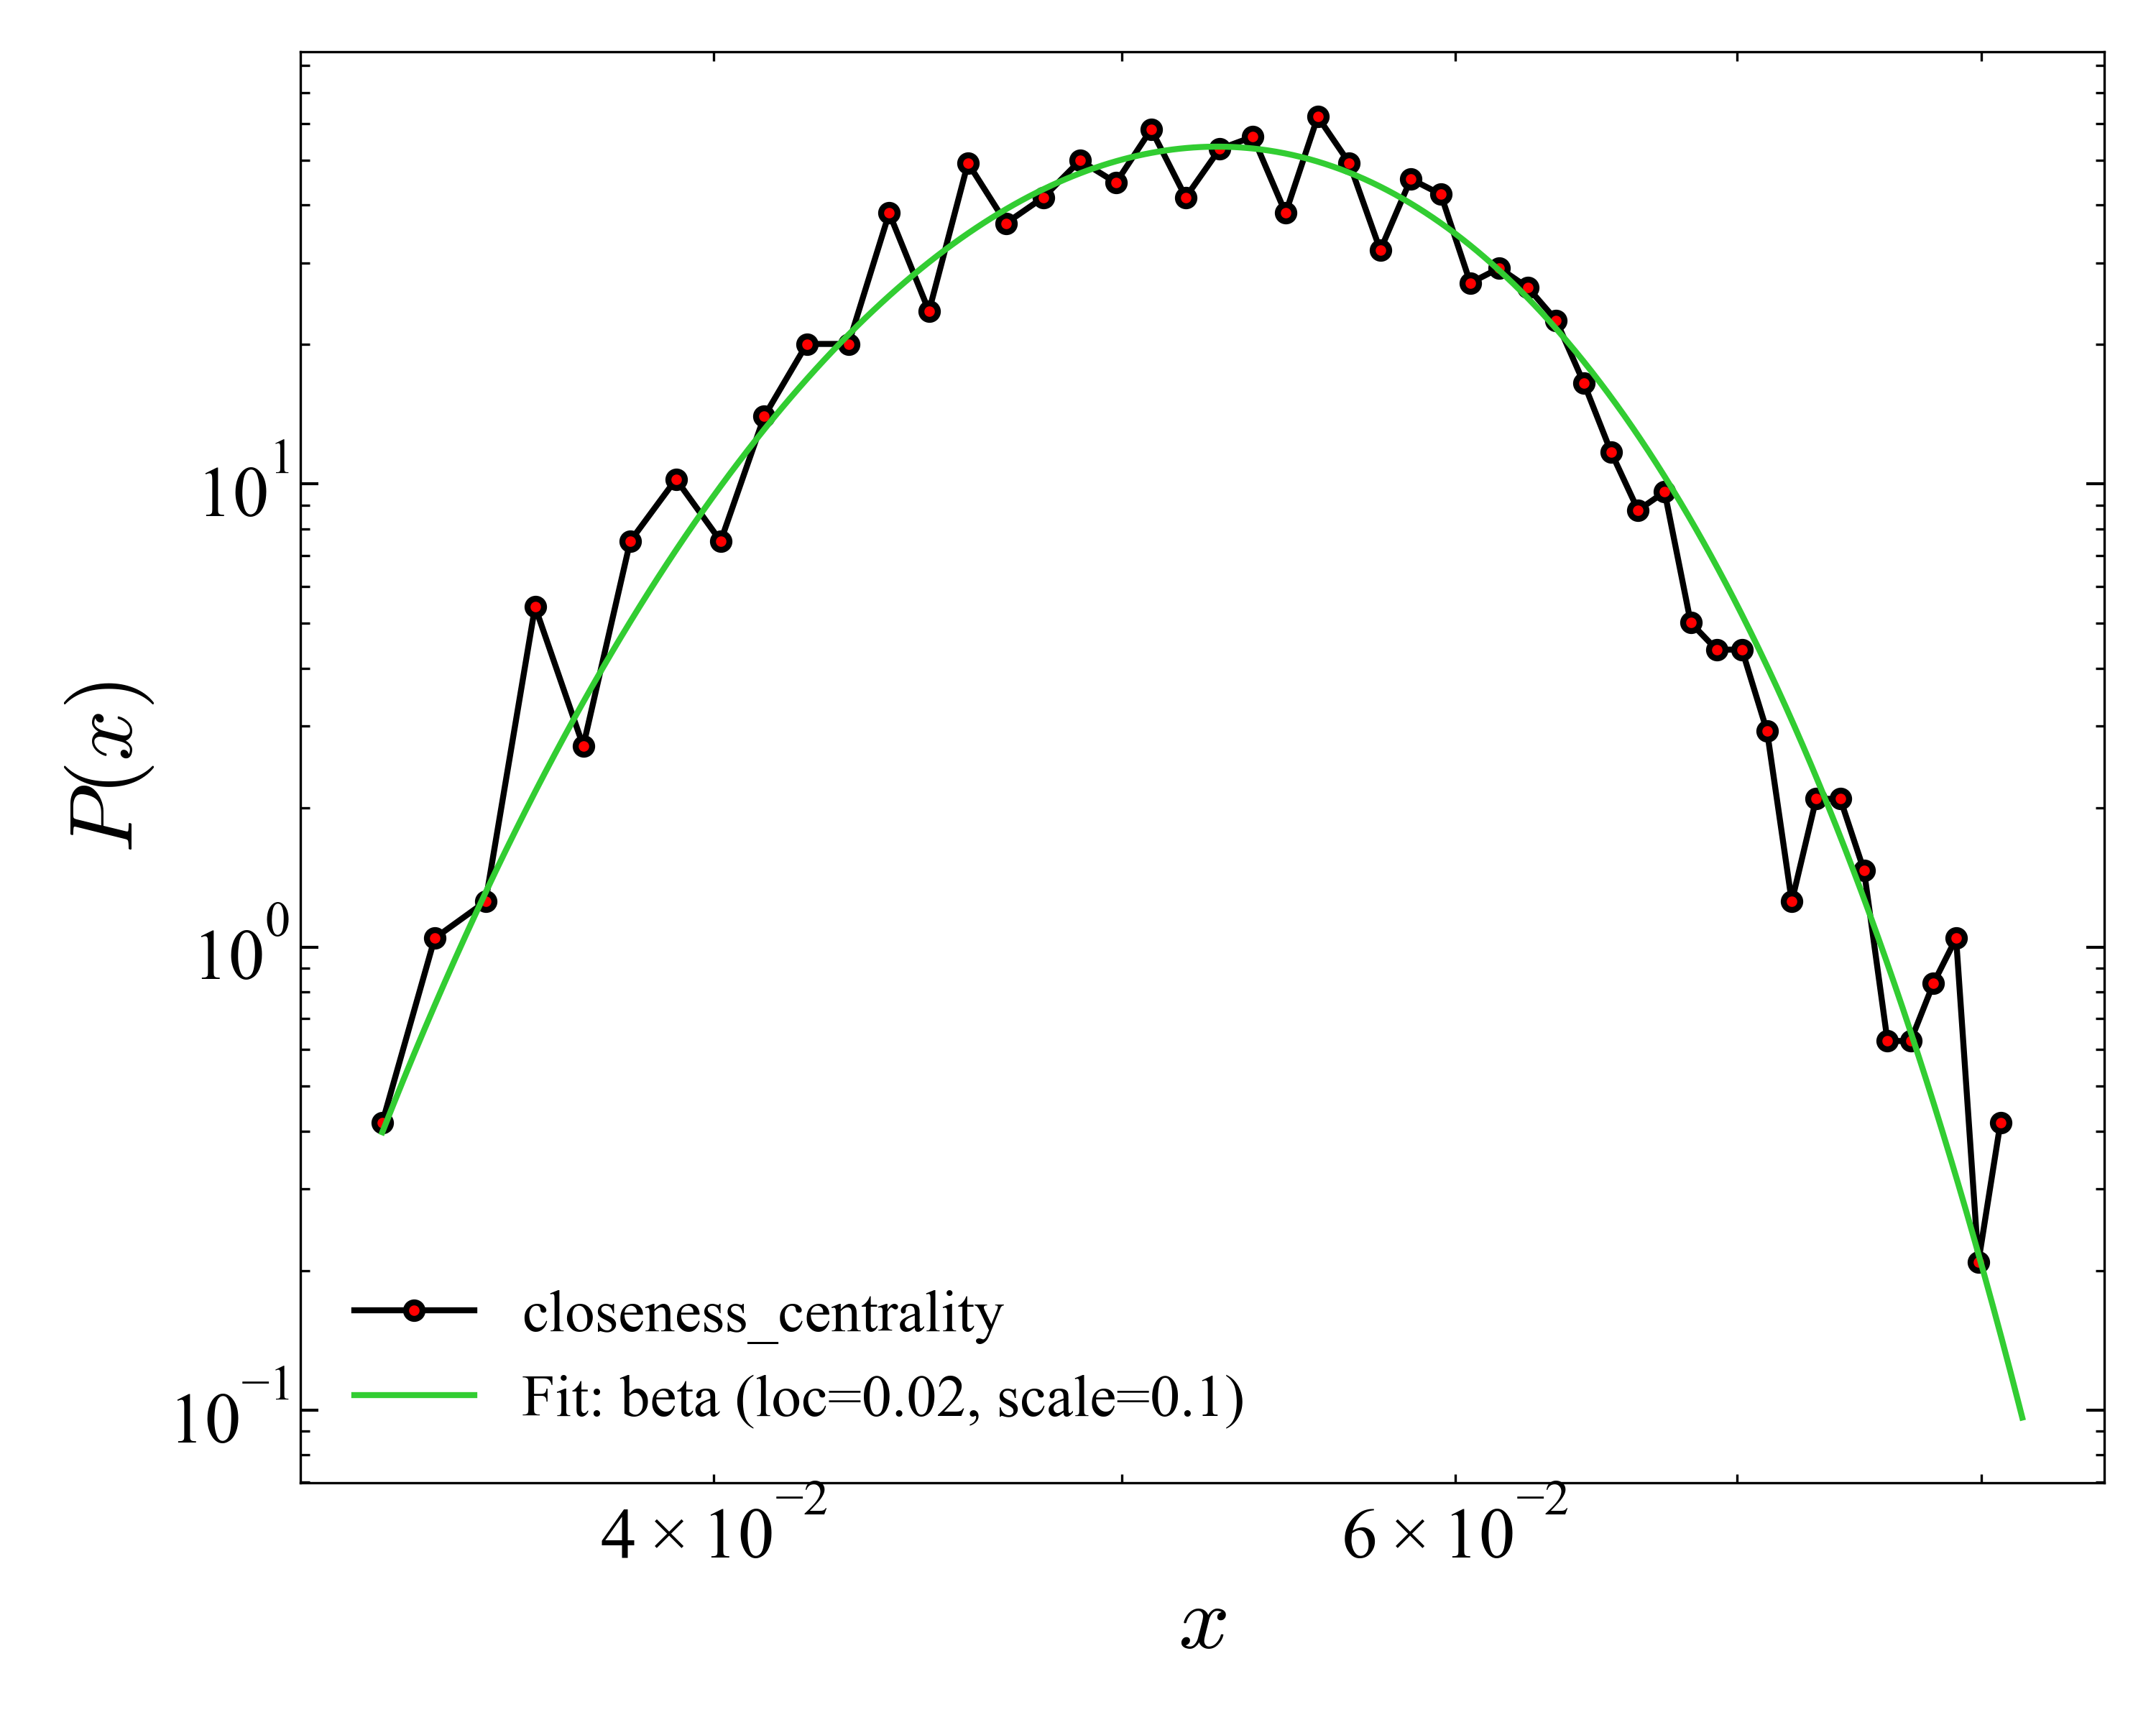 P(x)
10^1
10^0
10^−1
closeness_centrality
Fit: beta (loc=0.02, scale=0.1)
4 × 10^−2
6 × 10^−2
x